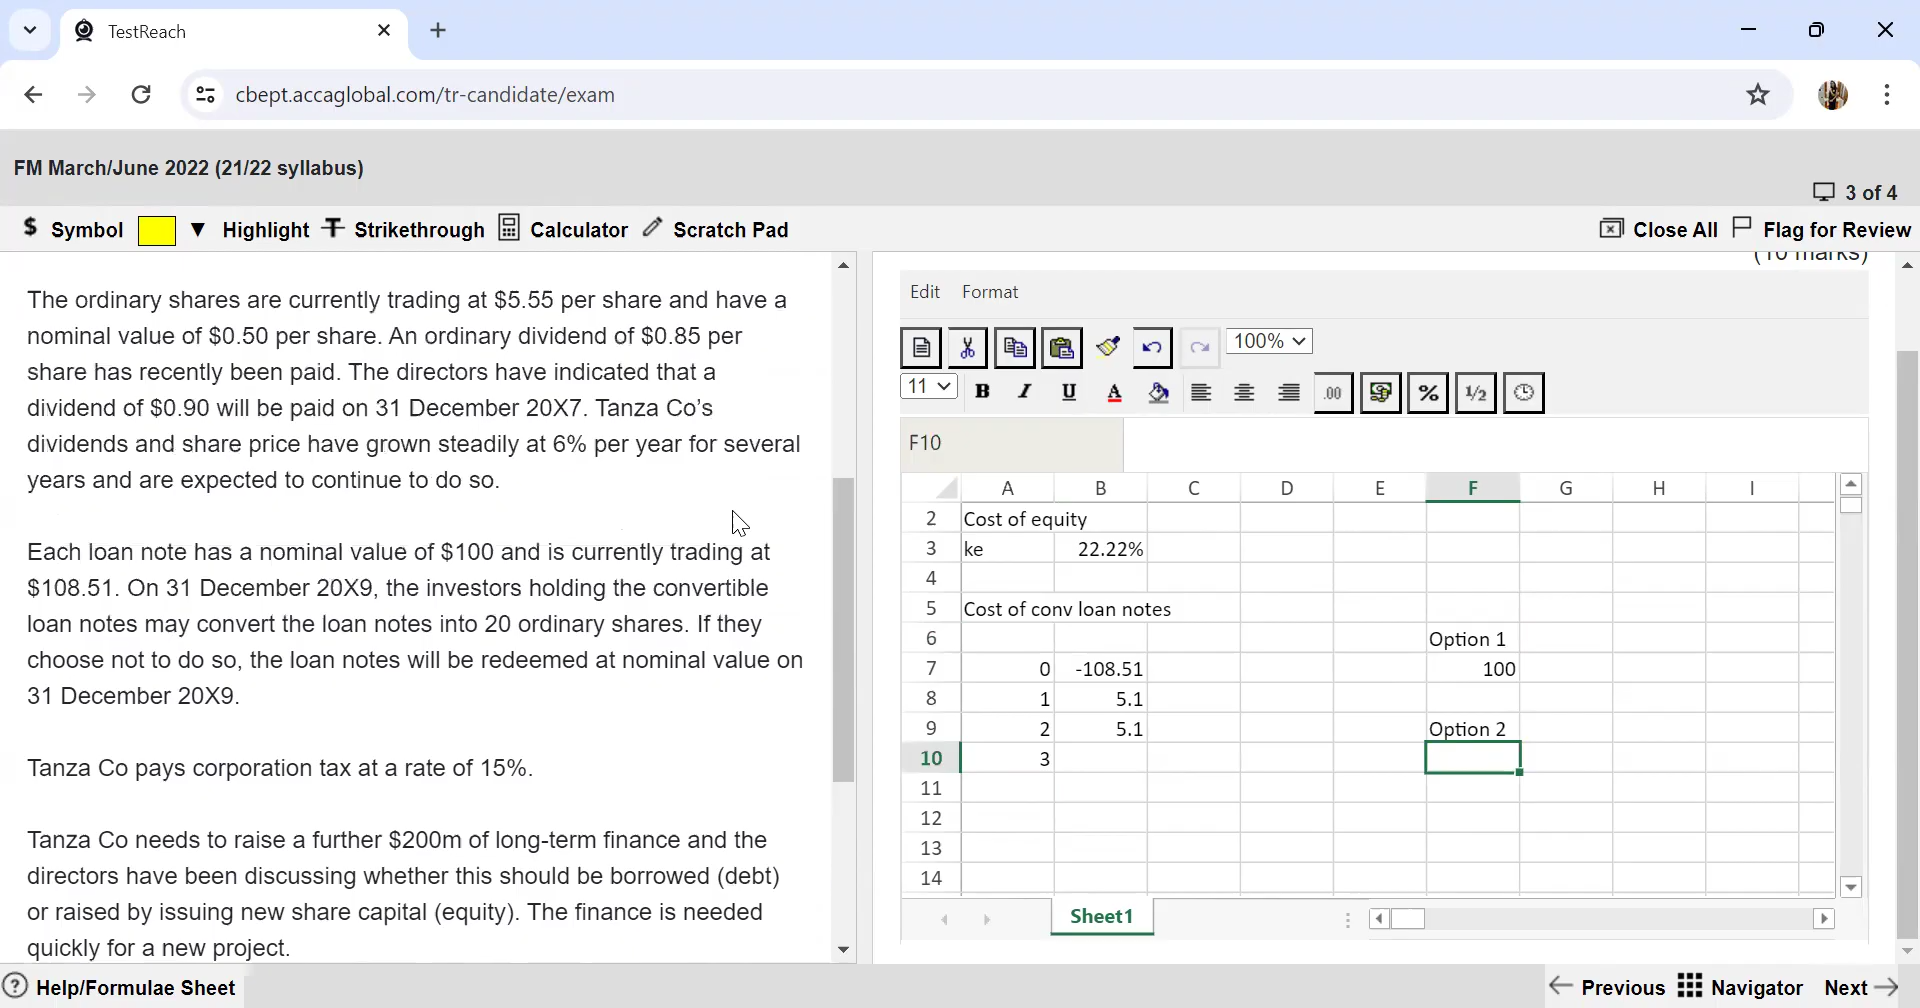 TestReach
cbept.accaglobal.com/tr-candidate/exam
FM March/June 2022 (21/22 syllabus)
3 of 4
$ Symbol Highlight Strikethrough Calculator Scratch Pad Close All Flag for Review
The ordinary shares are currently trading at $5.55 per share and have a
nominal value of $0.50 per share. An ordinary dividend of $0.85 per
share has recently been paid. The directors have indicated that a
dividend of $0.90 will be paid on 31 December 20X7. Tanza Co’s
dividends and share price have grown steadily at 6% per year for several
years and are expected to continue to do so.
Each loan note has a nominal value of $100 and is currently trading at
$108.51. On 31 December 20X9, the investors holding the convertible
loan notes may convert the loan notes into 20 ordinary shares. If they
choose not to do so, the loan notes will be redeemed at nominal value on
31 December 20X9.
Tanza Co pays corporation tax at a rate of 15%.
Tanza Co needs to raise a further $200m of long-term finance and the
directors have been discussing whether this should be borrowed (debt)
or raised by issuing new share capital (equity). The finance is needed
quickly for a new project.
(10 marks)
Edit Format
100%
11 B I U A .00 % 1/2
F10
A B C D E F G H I
2 Cost of equity
3 ke 22.22%
4
5 Cost of conv loan notes
6 Option 1
7 0 -108.51 100
8 1 5.1
9 2 5.1 Option 2
10 3
11
12
13
14
Sheet1
? Help/Formulae Sheet Previous Navigator Next